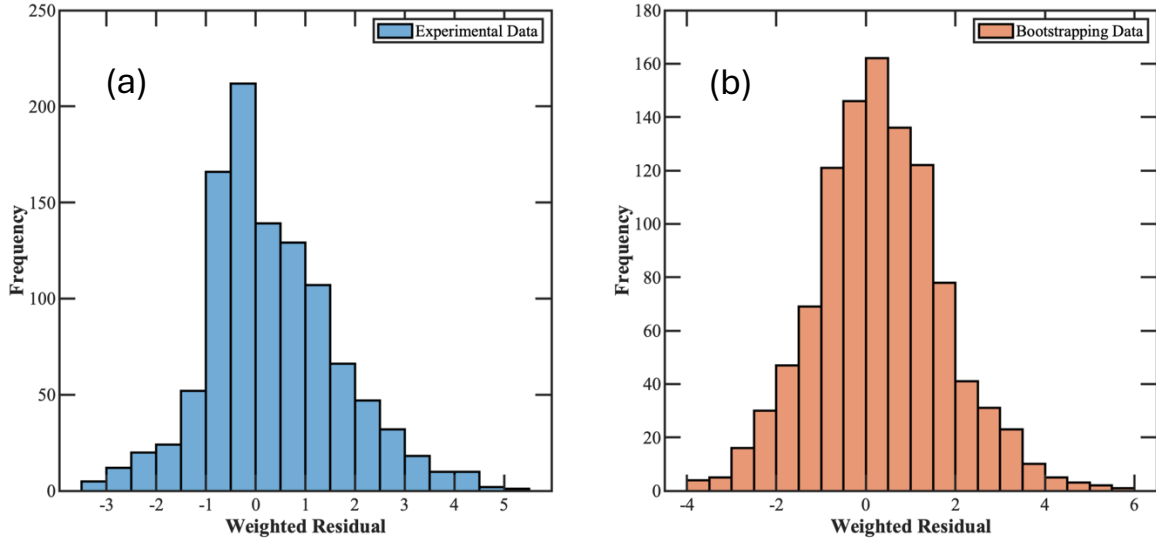 (a)
Experimental Data
250
200
150
100
50
0
Frequency
-3 -2 -1 0 1 2 3 4 5
Weighted Residual
(b)
Bootstrapping Data
180
160
140
120
100
80
60
40
20
0
Frequency
-4 -2 0 2 4 6
Weighted Residual